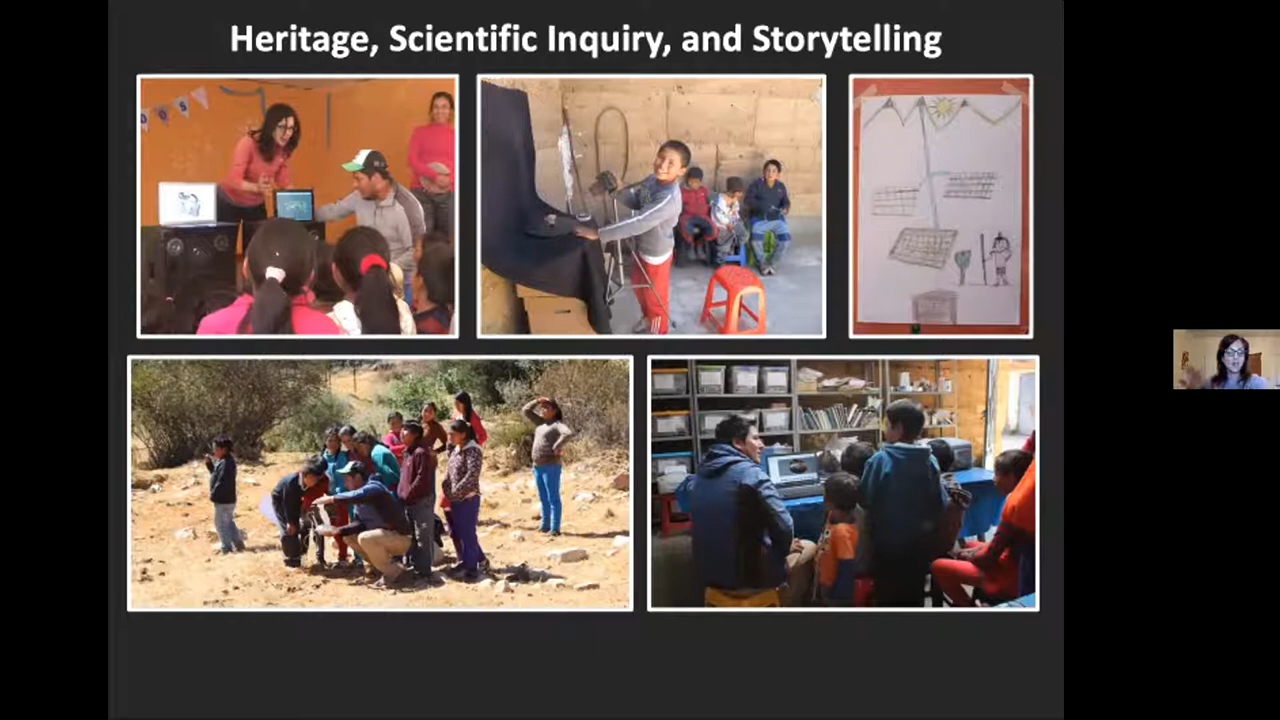 Heritage, Scientific Inquiry, and Storytelling